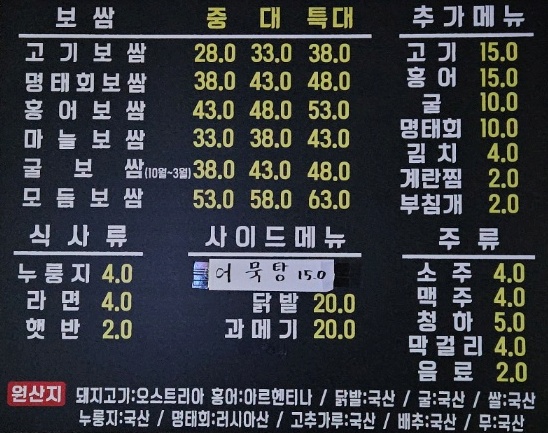 보쌈 중 대 특대
고기보쌈 28.0 33.0 38.0
명태회보쌈 38.0 43.0 48.0
홍어보쌈 43.0 48.0 53.0
마늘보쌈 33.0 38.0 43.0
굴보쌈(10월~3월) 38.0 43.0 48.0
모듬보쌈 53.0 58.0 63.0
추가메뉴
고기 15.0
홍어 15.0
굴 10.0
명태회 10.0
김치 4.0
계란찜 2.0
부침개 2.0
식사류
누룽지 4.0
라면 4.0
햇반 2.0
사이드메뉴
어묵탕 15.0
닭발 20.0
과메기 20.0
주류
소주 4.0
맥주 4.0
청하 5.0
막걸리 4.0
음료 2.0
원산지 돼지고기:오스트리아 홍어:아르헨티나 / 닭발:국산 / 굴:국산 / 쌀:국산
누룽지:국산 / 명태회:러시아산 / 고추가루:국산 / 배추:국산 / 무:국산